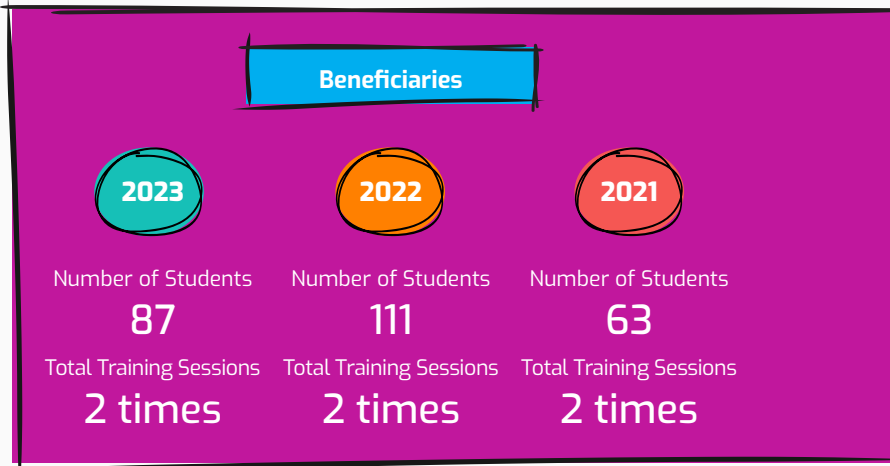 Beneficiaries
2023 2022 2021
Number of Students Number of Students Number of Students
87 111 63
Total Training Sessions Total Training Sessions Total Training Sessions
2 times 2 times 2 times